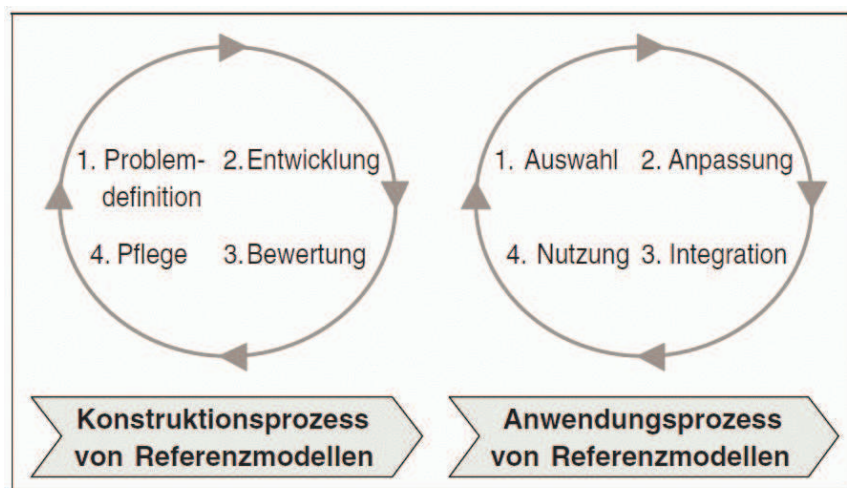 1. Problem-
definition
2. Entwicklung
4. Pflege
3. Bewertung
1. Auswahl
2. Anpassung
4. Nutzung
3. Integration
Konstruktionsprozess
von Referenzmodellen
Anwendungsprozess
von Referenzmodellen